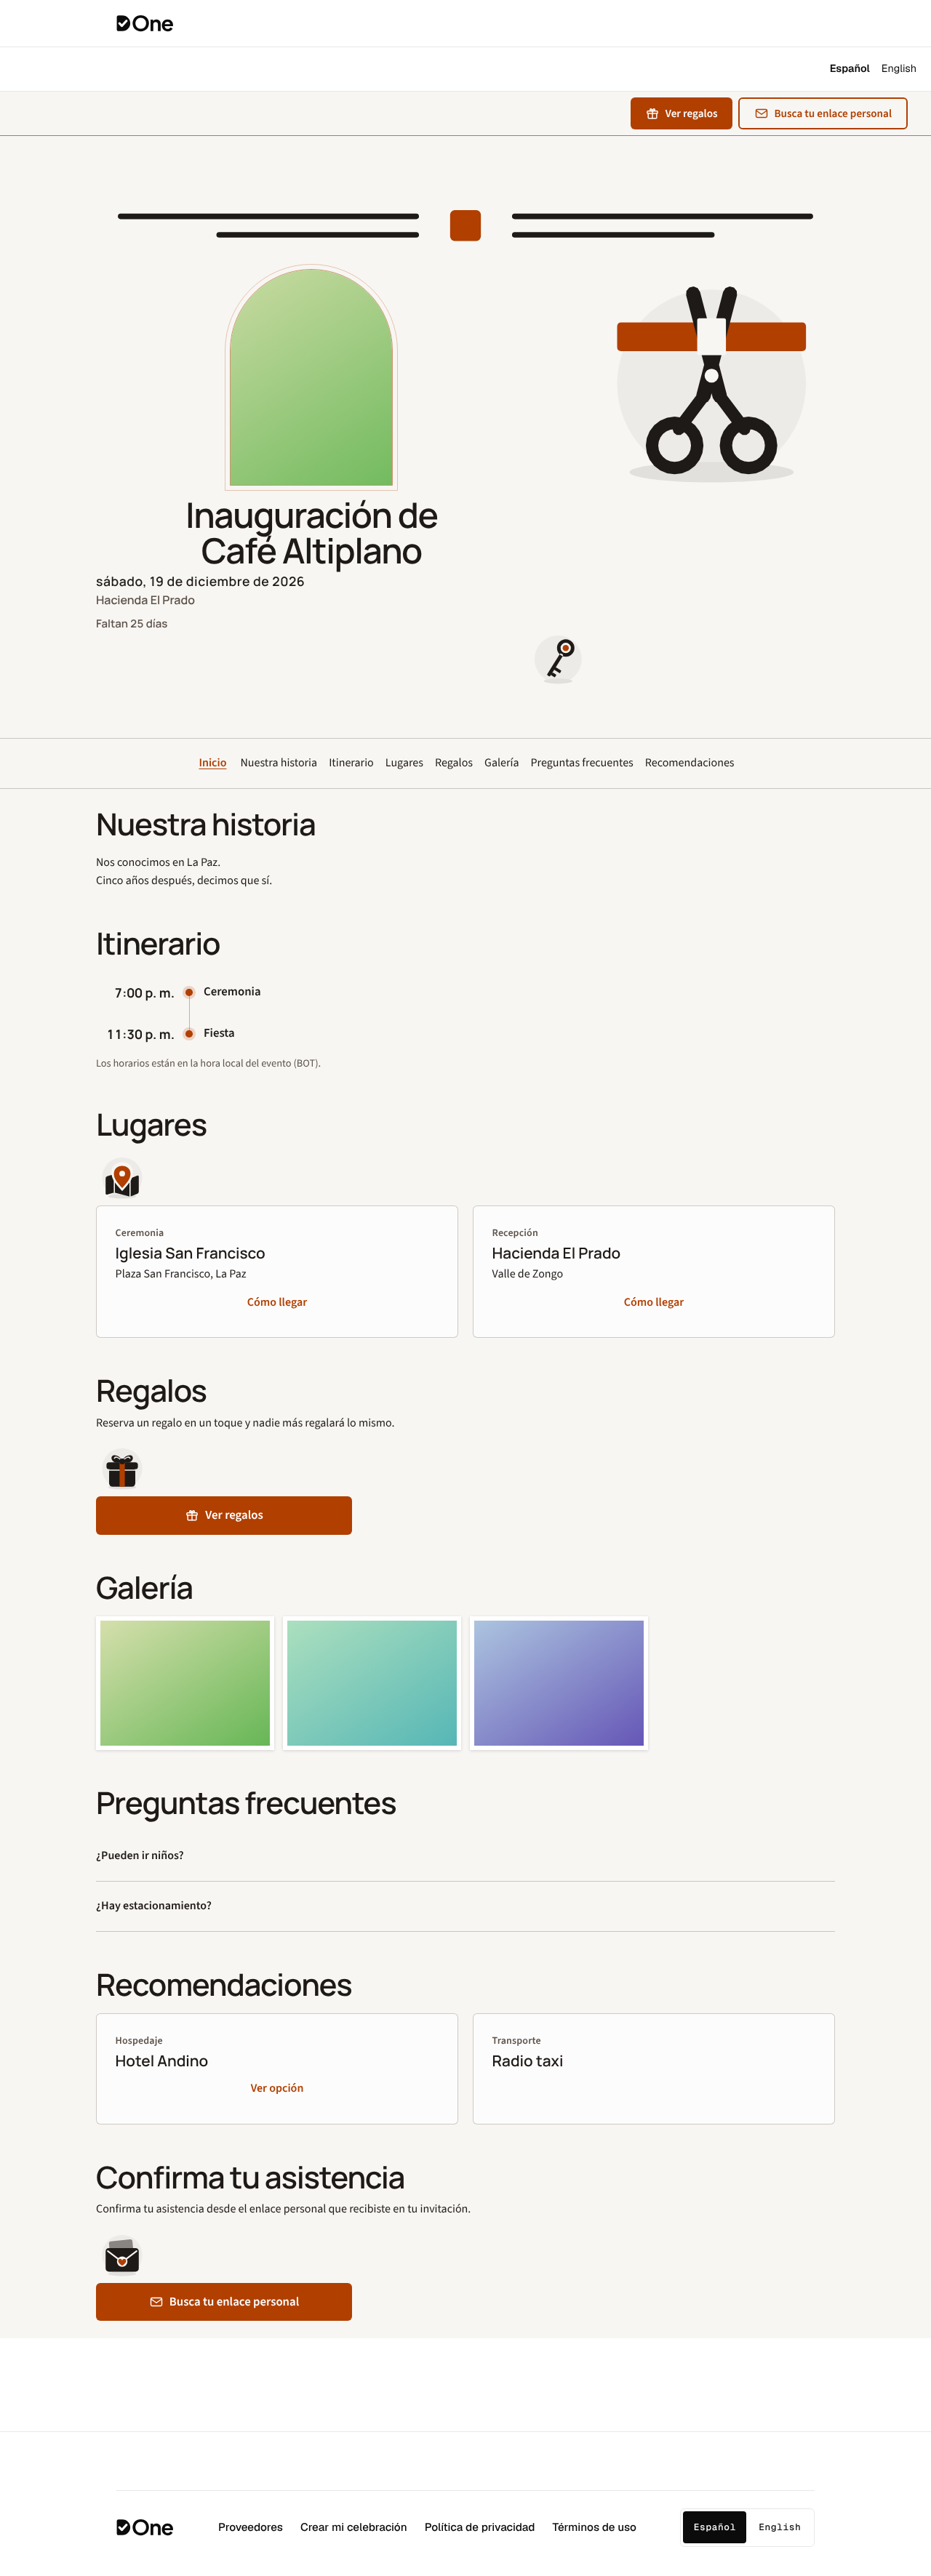 DOne
Español English
Ver regalos Busca tu enlace personal
Inauguración de
Café Altiplano
sábado, 19 de diciembre de 2026
Hacienda El Prado
Faltan 25 días
Inicio Nuestra historia Itinerario Lugares Regalos Galería Preguntas frecuentes Recomendaciones
Nuestra historia
Nos conocimos en La Paz.
Cinco años después, decimos que sí.
Itinerario
7:00 p. m. Ceremonia
11:30 p. m. Fiesta
Los horarios están en la hora local del evento (BOT).
Lugares
Ceremonia
Iglesia San Francisco
Plaza San Francisco, La Paz
Cómo llegar
Recepción
Hacienda El Prado
Valle de Zongo
Cómo llegar
Regalos
Reserva un regalo en un toque y nadie más regalará lo mismo.
Ver regalos
Galería
Preguntas frecuentes
¿Pueden ir niños?
¿Hay estacionamiento?
Recomendaciones
Hospedaje
Hotel Andino
Ver opción
Transporte
Radio taxi
Confirma tu asistencia
Confirma tu asistencia desde el enlace personal que recibiste en tu invitación.
Busca tu enlace personal
DOne Proveedores Crear mi celebración Política de privacidad Términos de uso Español English